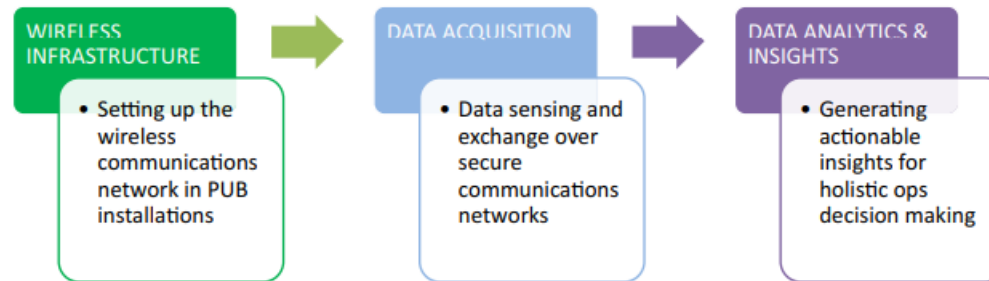 WIRELESS
INFRASTRUCTURE
• Setting up the
wireless
communications
network in PUB
installations
DATA ACQUISITION
• Data sensing and
exchange over
secure
communications
networks
DATA ANALYTICS &
INSIGHTS
• Generating
actionable
insights for
holistic ops
decision making